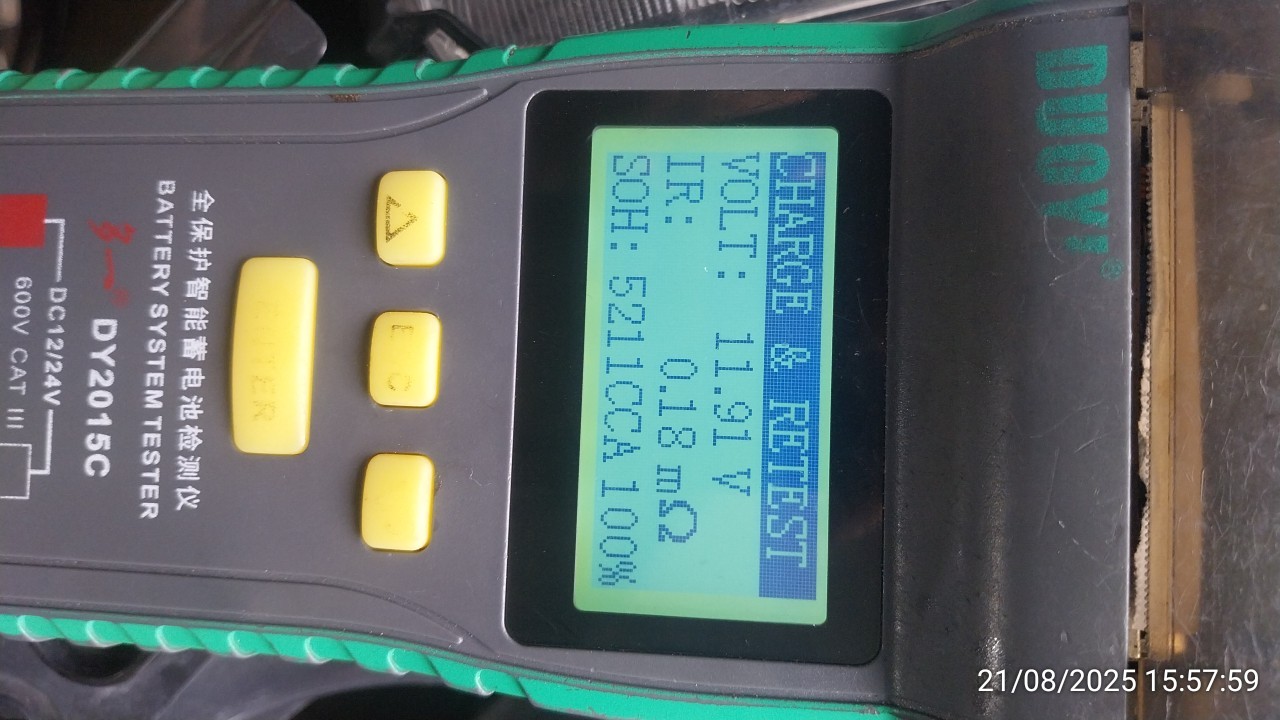 DUOYI®
CHARGE & RETEST
VOLT: 11.91 V
IR: 0.18 mΩ
SOH: 5211CCA 100%
△
E C
ENTER
全保护智能蓄电池检测仪
BATTERY SYSTEM TESTER
DY2015C
DC12/24V
600V CAT III
21/08/2025 15:57:59